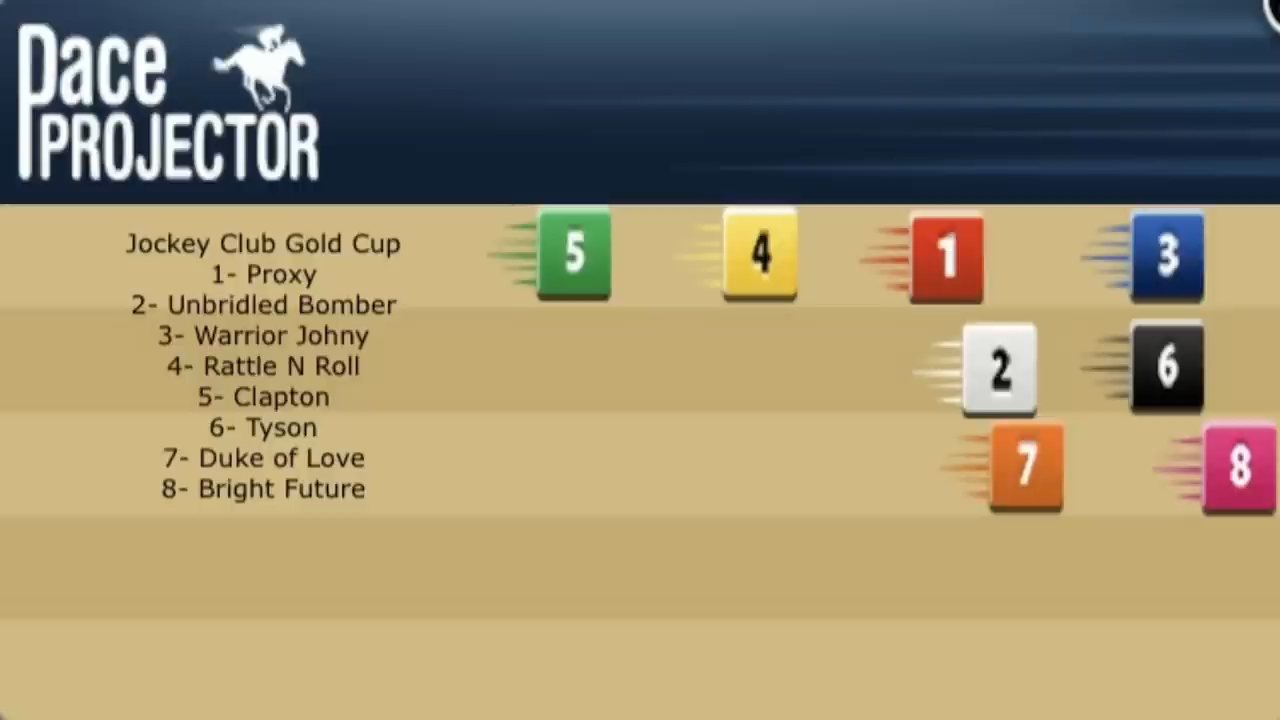 Pace
PROJECTOR
Jockey Club Gold Cup
1- Proxy
2- Unbridled Bomber
3- Warrior Johny
4- Rattle N Roll
5- Clapton
6- Tyson
7- Duke of Love
8- Bright Future
5 4 1 3
2 6
7 8